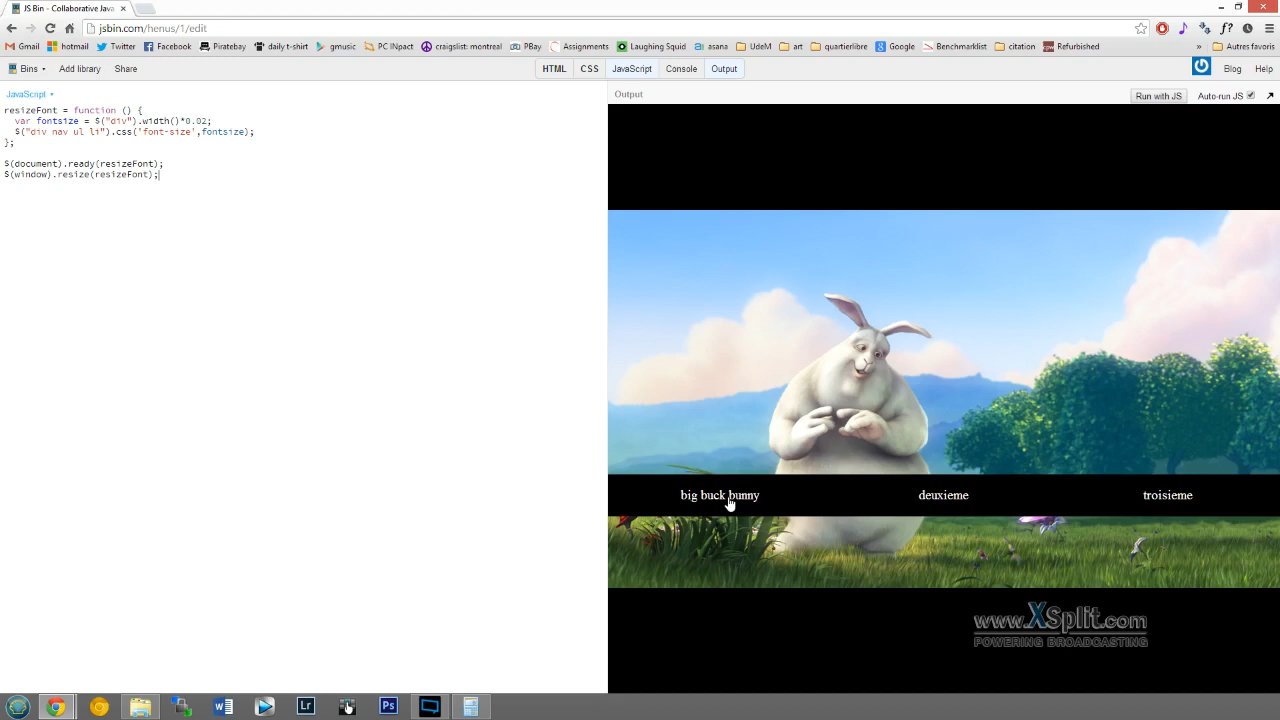 JS Bin - Collaborative Java
jsbin.com/henus/1/edit
Gmail hotmail Twitter Facebook Piratebay daily t-shirt gmusic PC INpact craigslist: montreal PBay Assignments Laughing Squid asana UdeM art quartierlibre Google Benchmarklist citation Refurbished » Autres favoris
Bins Add library Share HTML CSS JavaScript Console Output Blog Help
JavaScript
Output Run with JS Auto-run JS
resizeFont = function () {
var fontsize = $("div").width()*0.02;
$("div nav ul li").css('font-size',fontsize);
};
$(document).ready(resizeFont);
$(window).resize(resizeFont);
big buck bunny deuxieme troisieme
www.XSplit.com
POWERING BROADCASTING
Lr Ps